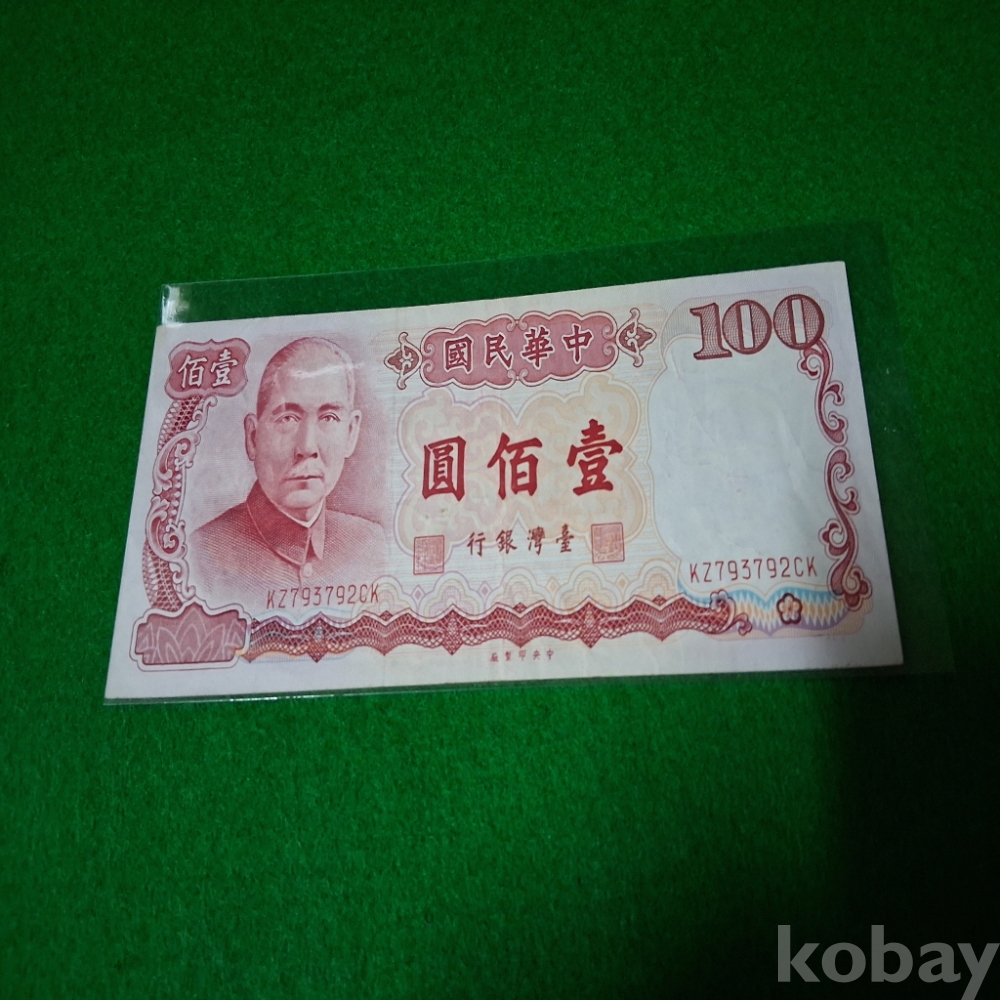 中華民國
100
壹佰
壹佰圓
臺灣銀行
KZ793792CK
KZ793792CK
中央印製廠
kobay